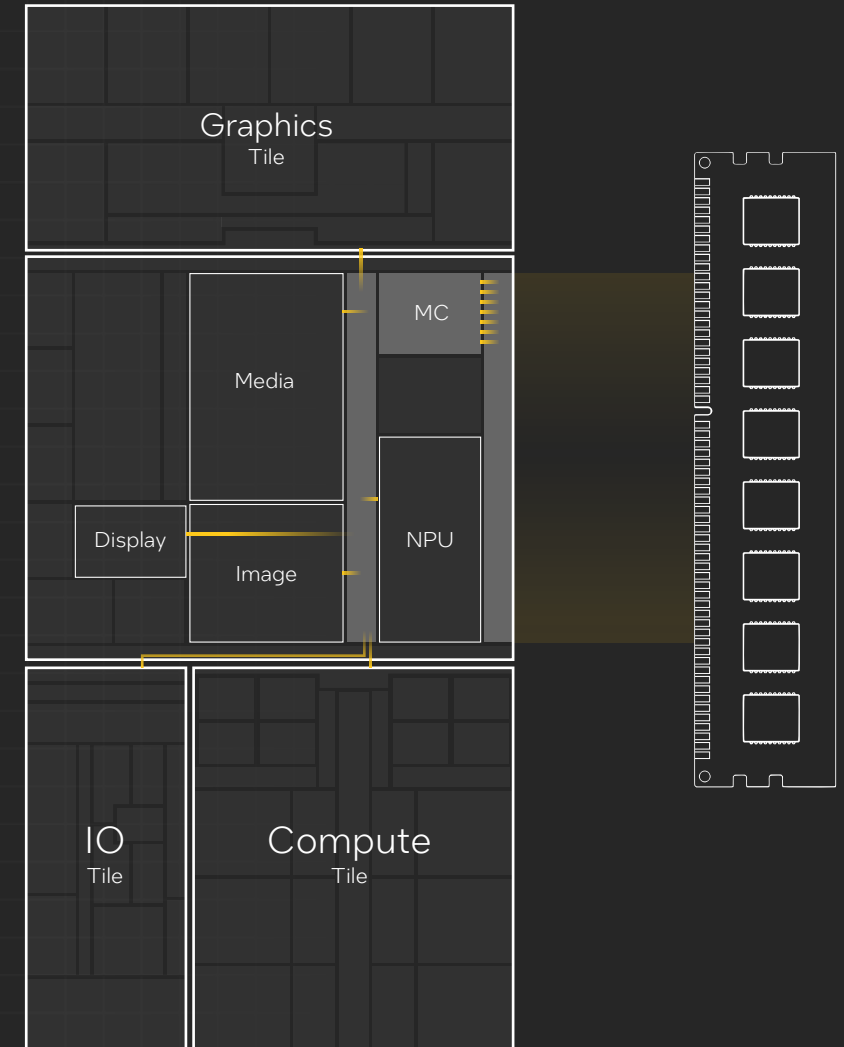 Graphics
Tile
MC
Media
Display
Image
NPU
IO
Tile
Compute
Tile